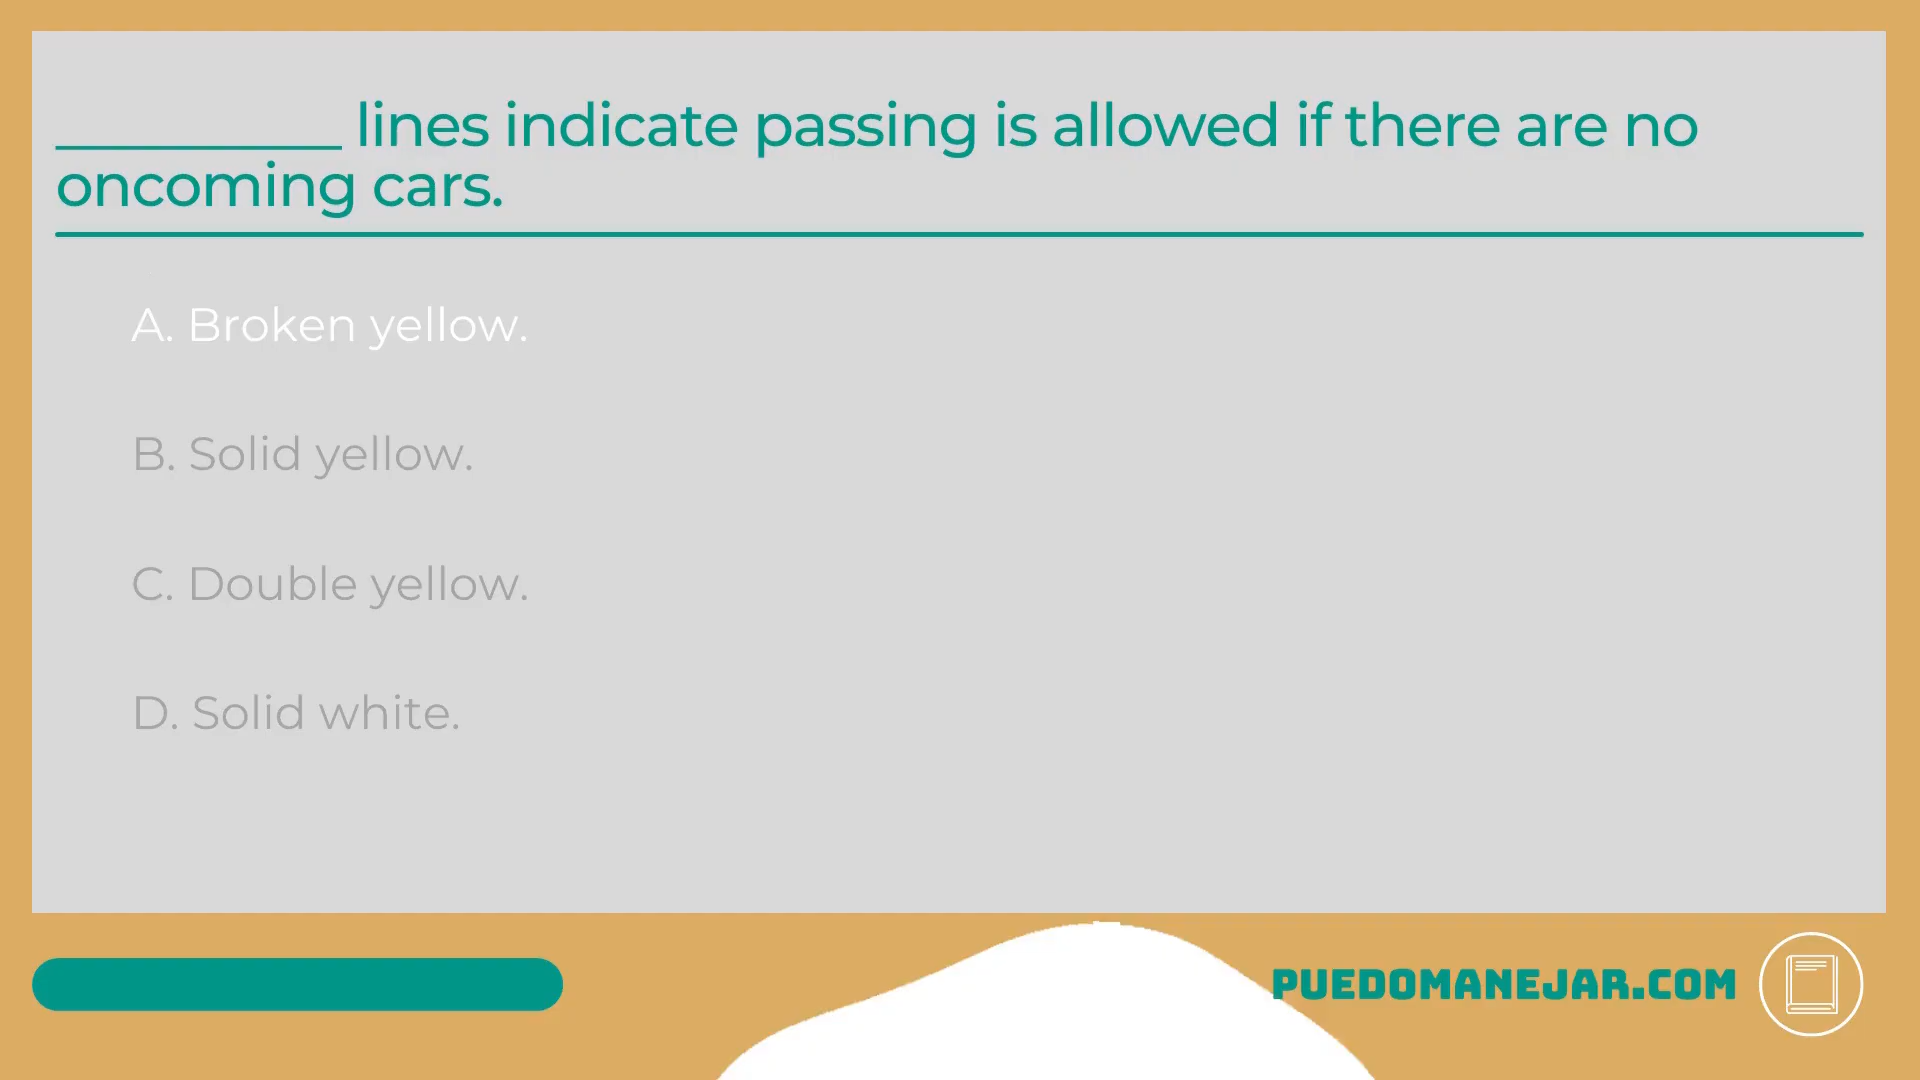 __________ lines indicate passing is allowed if there are no
oncoming cars.
A. Broken yellow.
B. Solid yellow.
C. Double yellow.
D. Solid white.
PUEDOMANEJAR.COM